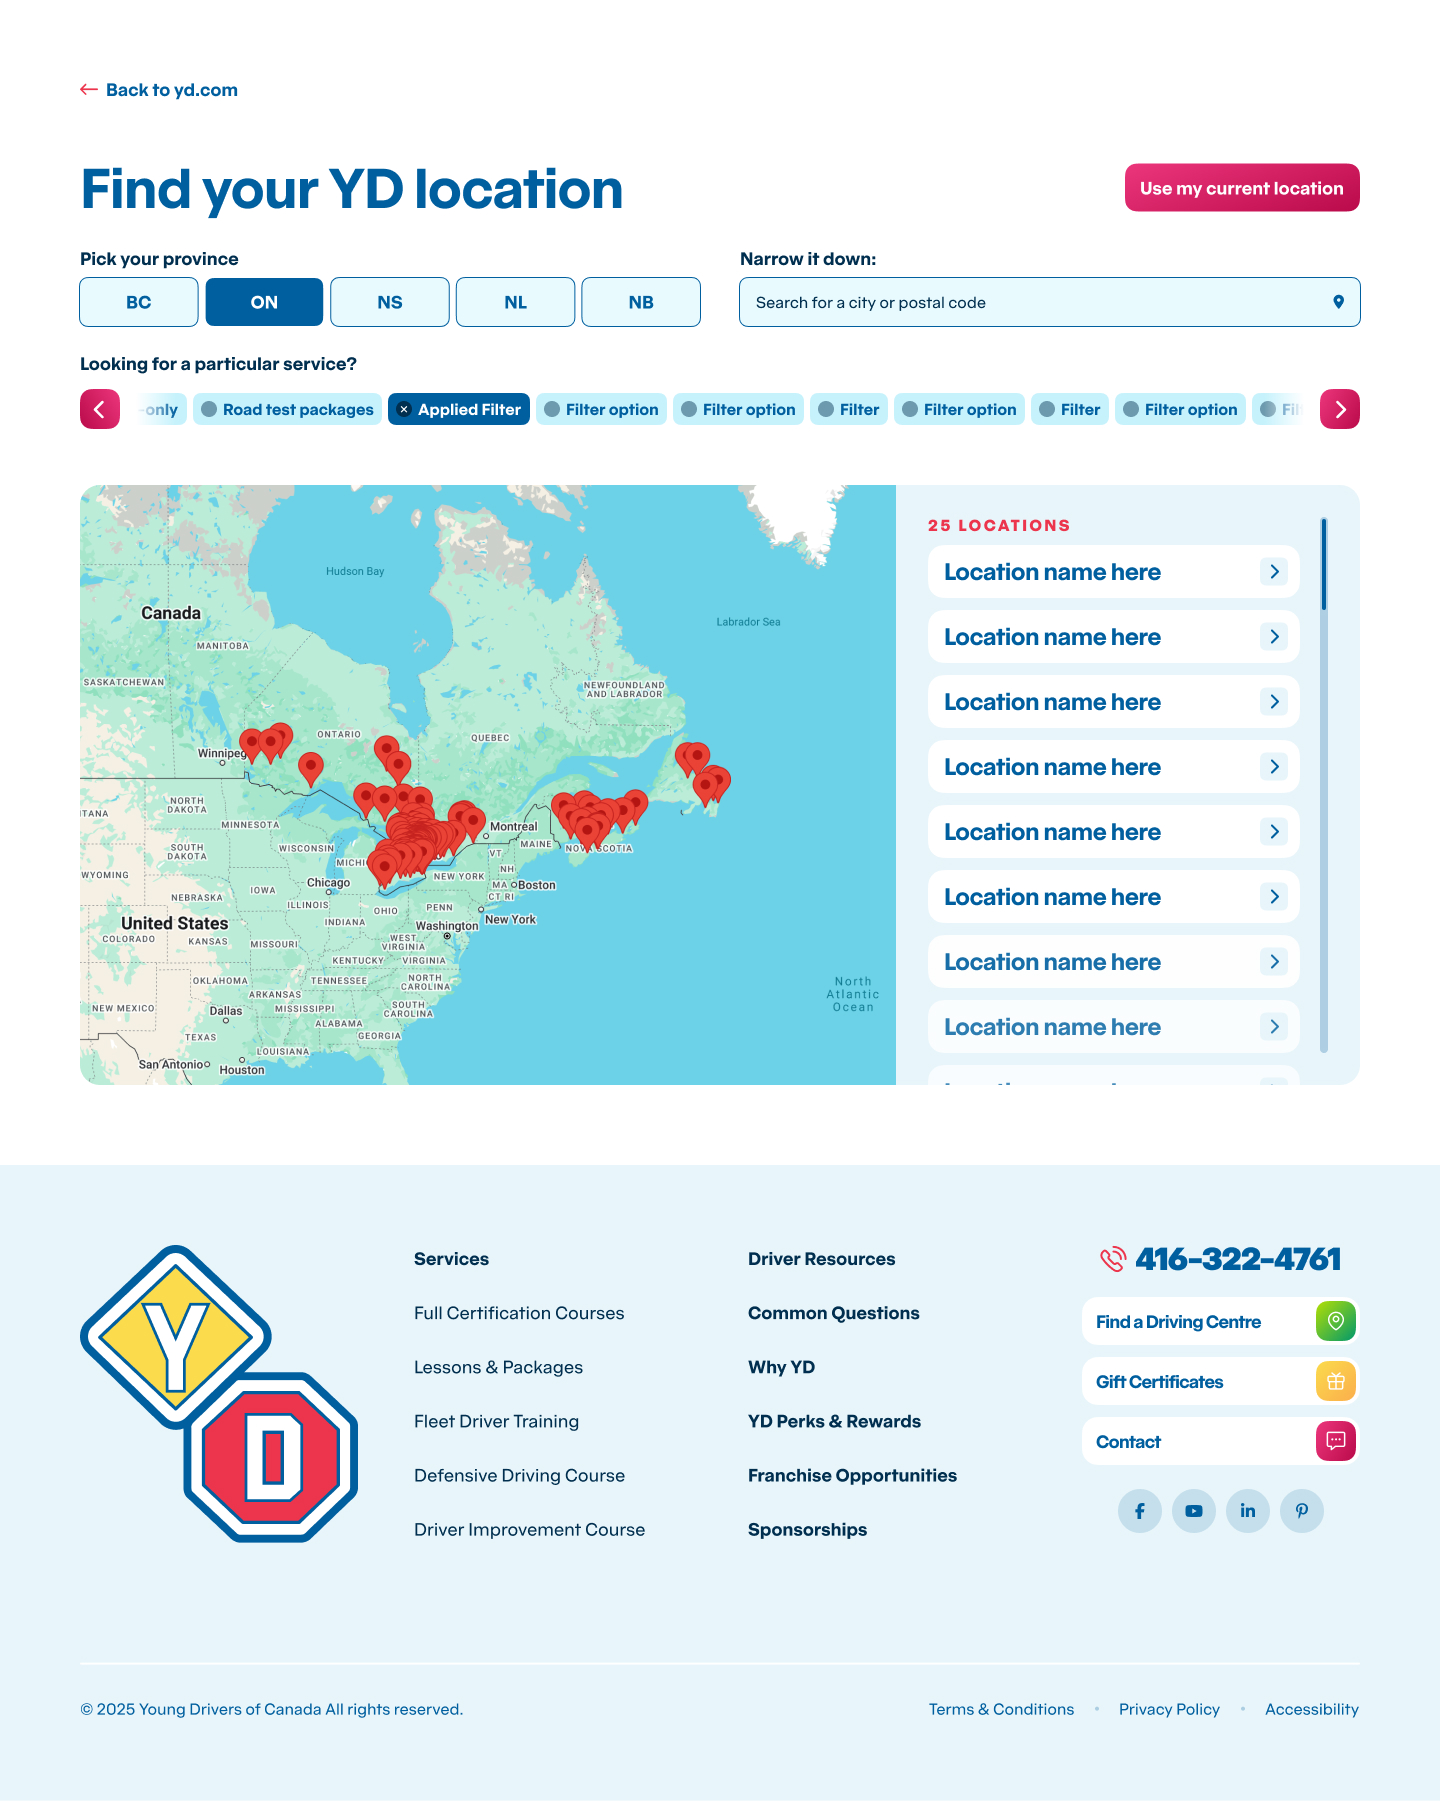 Back to yd.com
Find your YD location
Use my current location
Pick your province
Narrow it down:
BC
ON
NS
NL
NB
Search for a city or postal code
Looking for a particular service?
-only
Road test packages
Applied Filter
Filter option
Filter option
Filter
Filter option
Filter
Filter option
Fil
Hudson Bay
Canada
Labrador Sea
MANITOBA
SASKATCHEWAN
NEWFOUNDLAND
AND LABRADOR
ONTARIO
QUEBEC
Winnipeg
NORTH
DAKOTA
TANA
MINNESOTA
Montreal
SOUTH
DAKOTA
WISCONSIN
MICHI
VT
MAINE
NOVA SCOTIA
WYOMING
NEW YORK
NH
Chicago
MA
Boston
IOWA
NEBRASKA
ILLINOIS
CT RI
OHIO
PENN
INDIANA
New York
United States
Washington
COLORADO
KANSAS
MISSOURI
WEST
VIRGINIA
KENTUCKY
VIRGINIA
OKLAHOMA
TENNESSEE
NORTH
CAROLINA
ARKANSAS
North
Atlantic
Ocean
NEW MEXICO
Dallas
MISSISSIPPI
SOUTH
CAROLINA
ALABAMA
TEXAS
GEORGIA
LOUISIANA
San Antonio
Houston
25 LOCATIONS
Location name here
Location name here
Location name here
Location name here
Location name here
Location name here
Location name here
Location name here
Location name here
Y
D
Services
Full Certification Courses
Lessons & Packages
Fleet Driver Training
Defensive Driving Course
Driver Improvement Course
Driver Resources
Common Questions
Why YD
YD Perks & Rewards
Franchise Opportunities
Sponsorships
416-322-4761
Find a Driving Centre
Gift Certificates
Contact
© 2025 Young Drivers of Canada All rights reserved.
Terms & Conditions • Privacy Policy • Accessibility